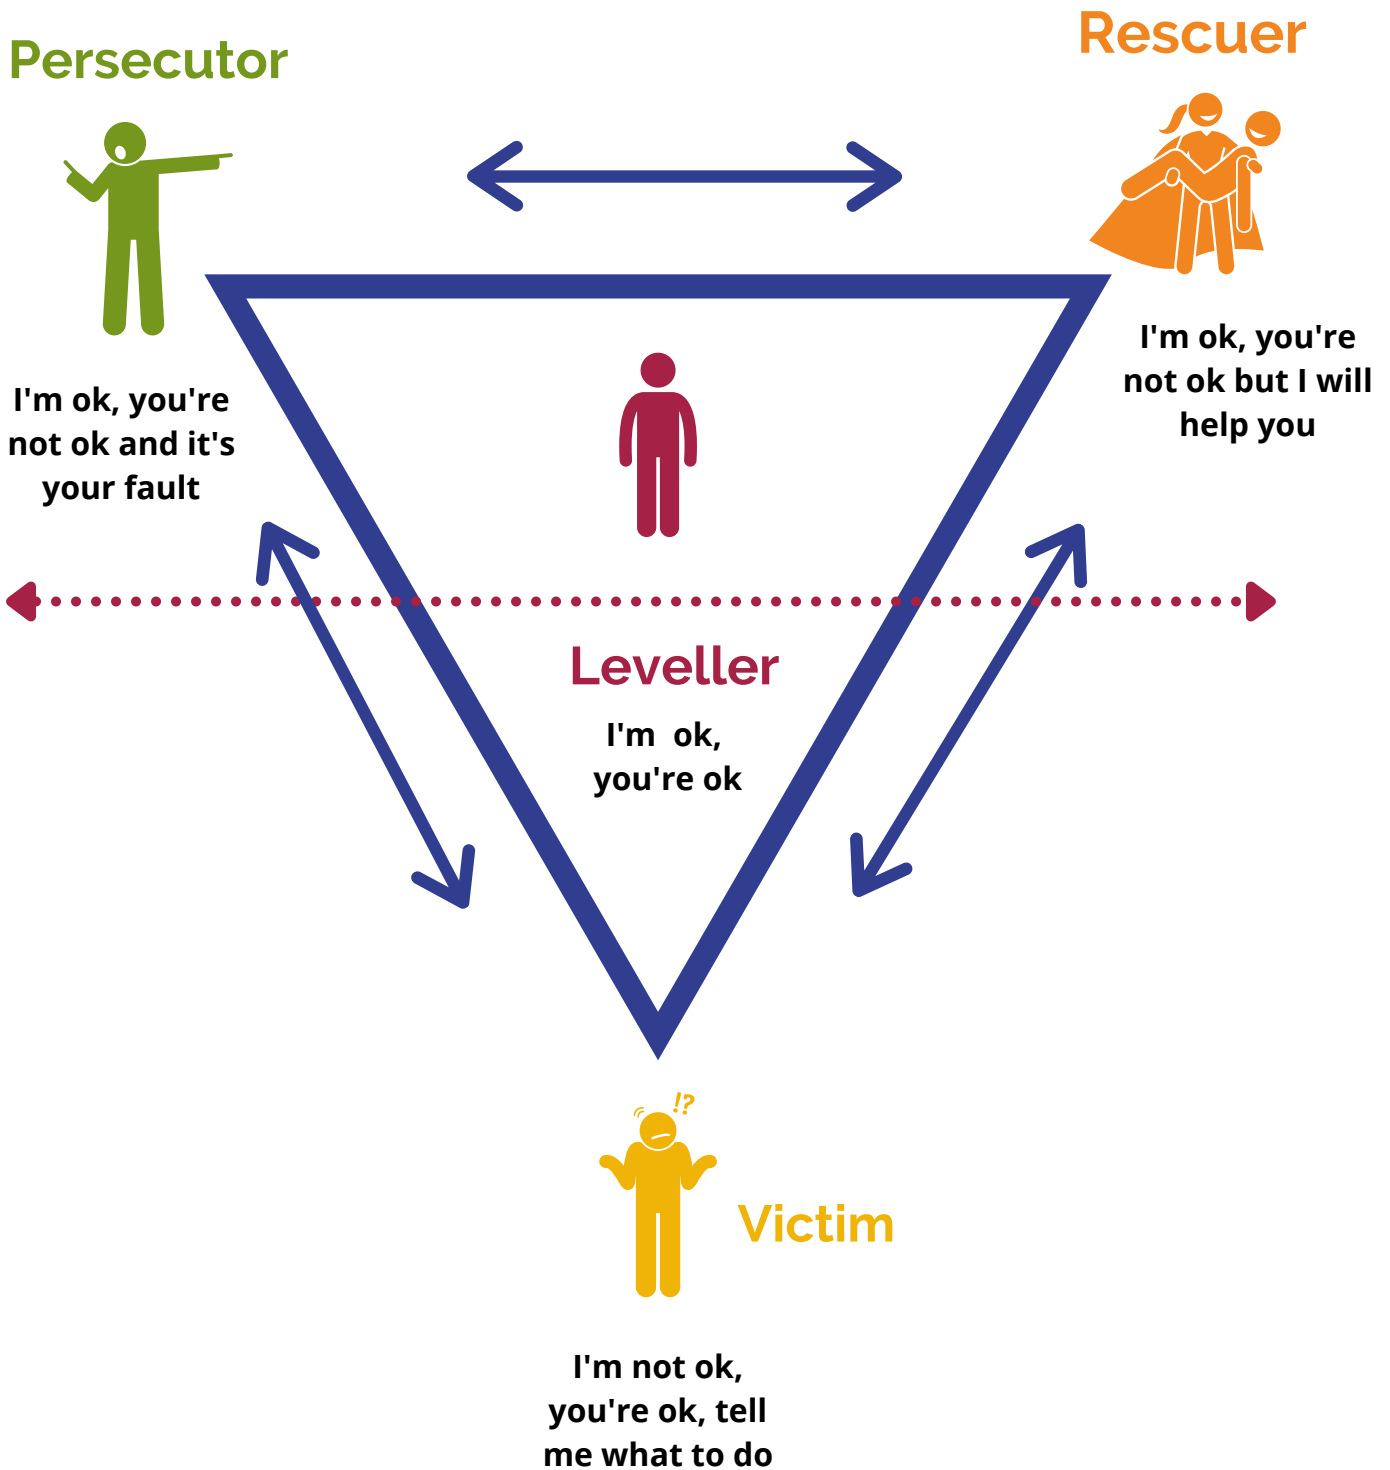 Persecutor
Rescuer
I'm ok, you're
not ok and it's
your fault
I'm ok, you're
not ok but I will
help you
Leveller
I'm ok,
you're ok
!?
Victim
I'm not ok,
you're ok, tell
me what to do